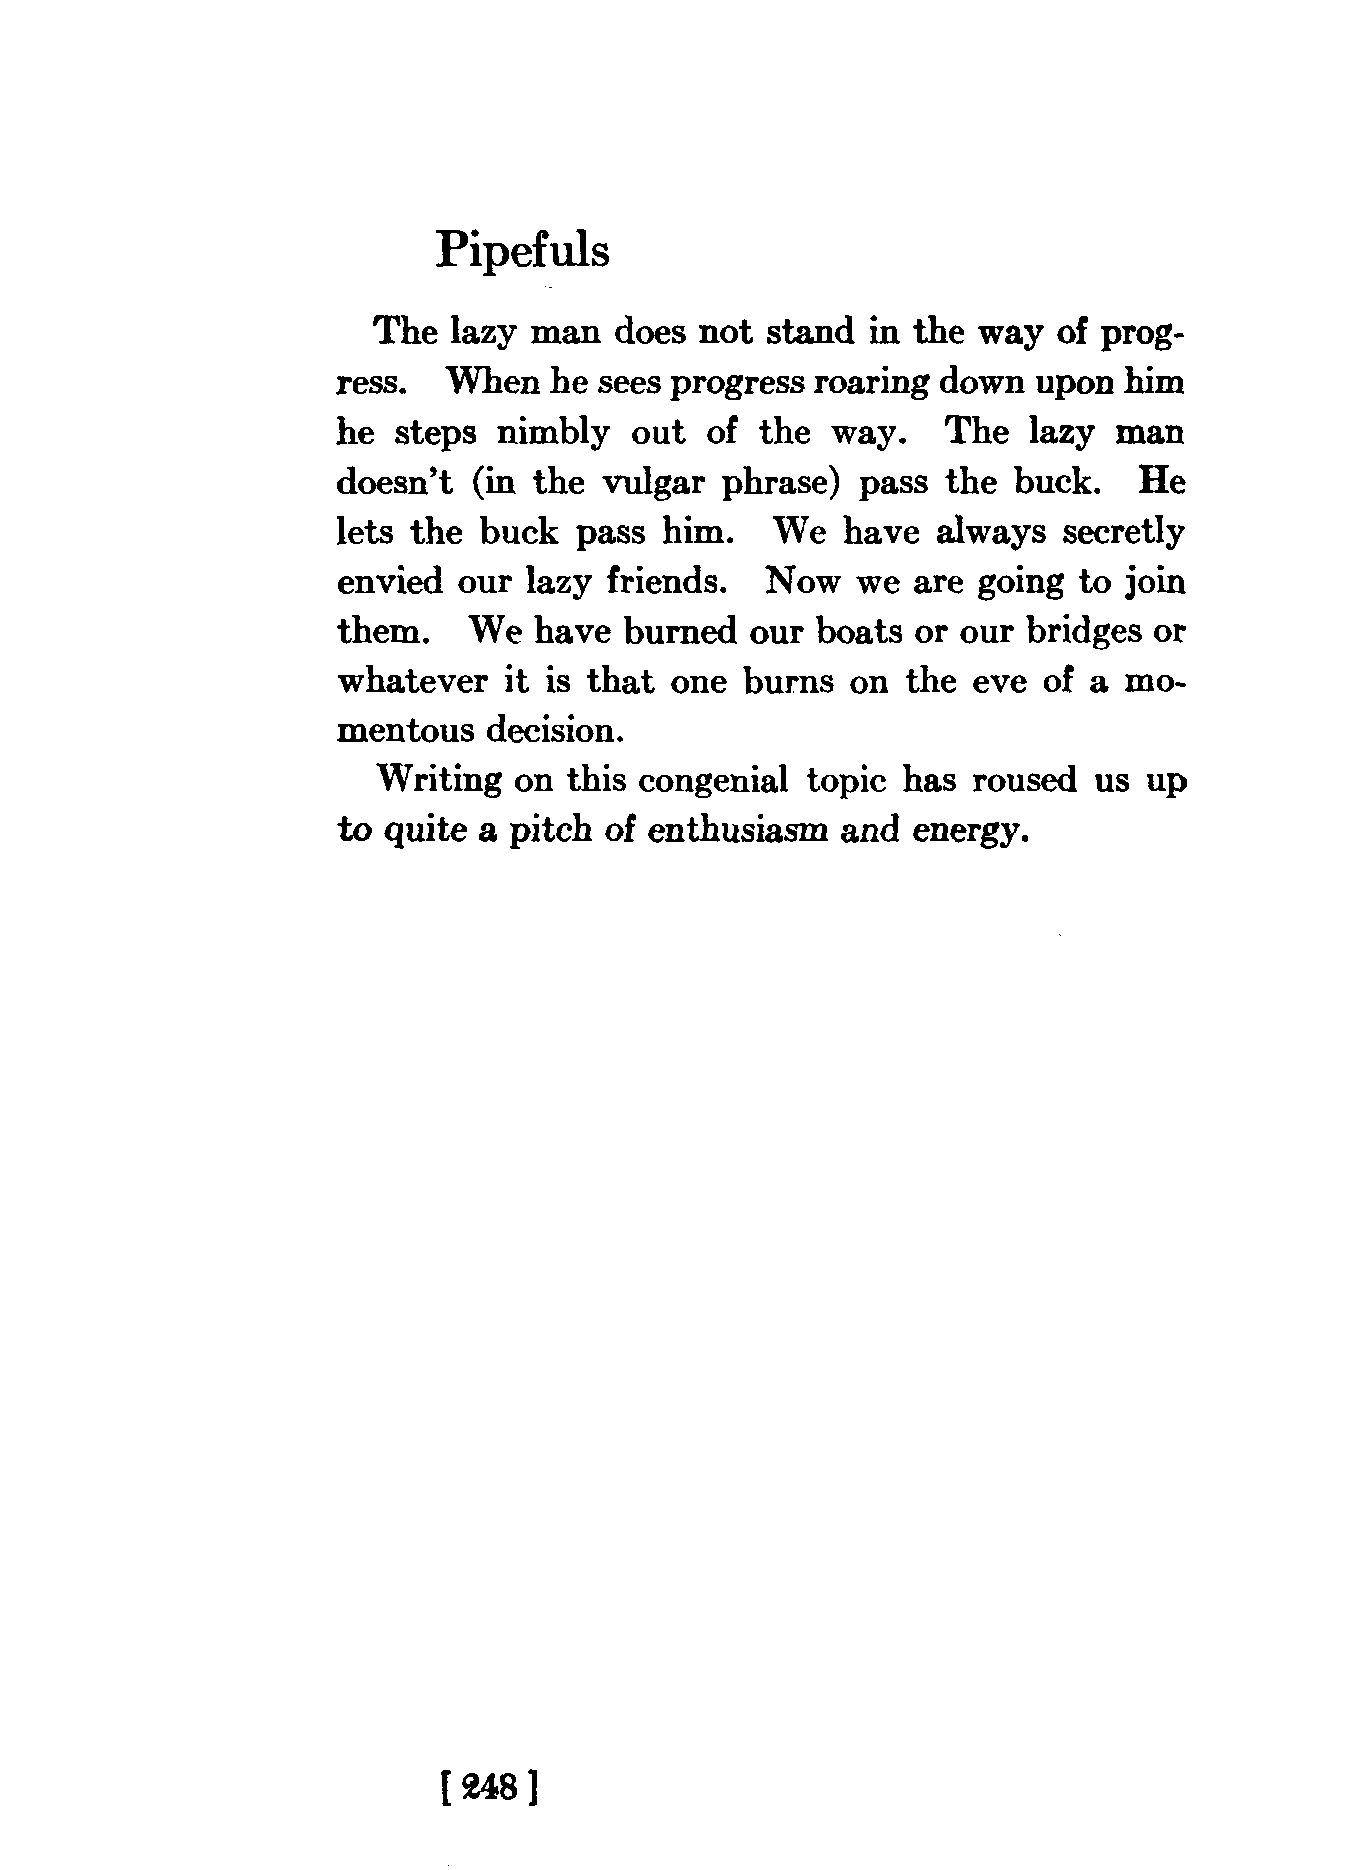 Pipefuls
The lazy man does not stand in the way of prog-
ress. When he sees progress roaring down upon him
he steps nimbly out of the way. The lazy man
doesn't (in the vulgar phrase) pass the buck. He
lets the buck pass him. We have always secretly
envied our lazy friends. Now we are going to join
them. We have burned our boats or our bridges or
whatever it is that one burns on the eve of a mo-
mentous decision.
Writing on this congenial topic has roused us up
to quite a pitch of enthusiasm and energy.
[ 248 ]